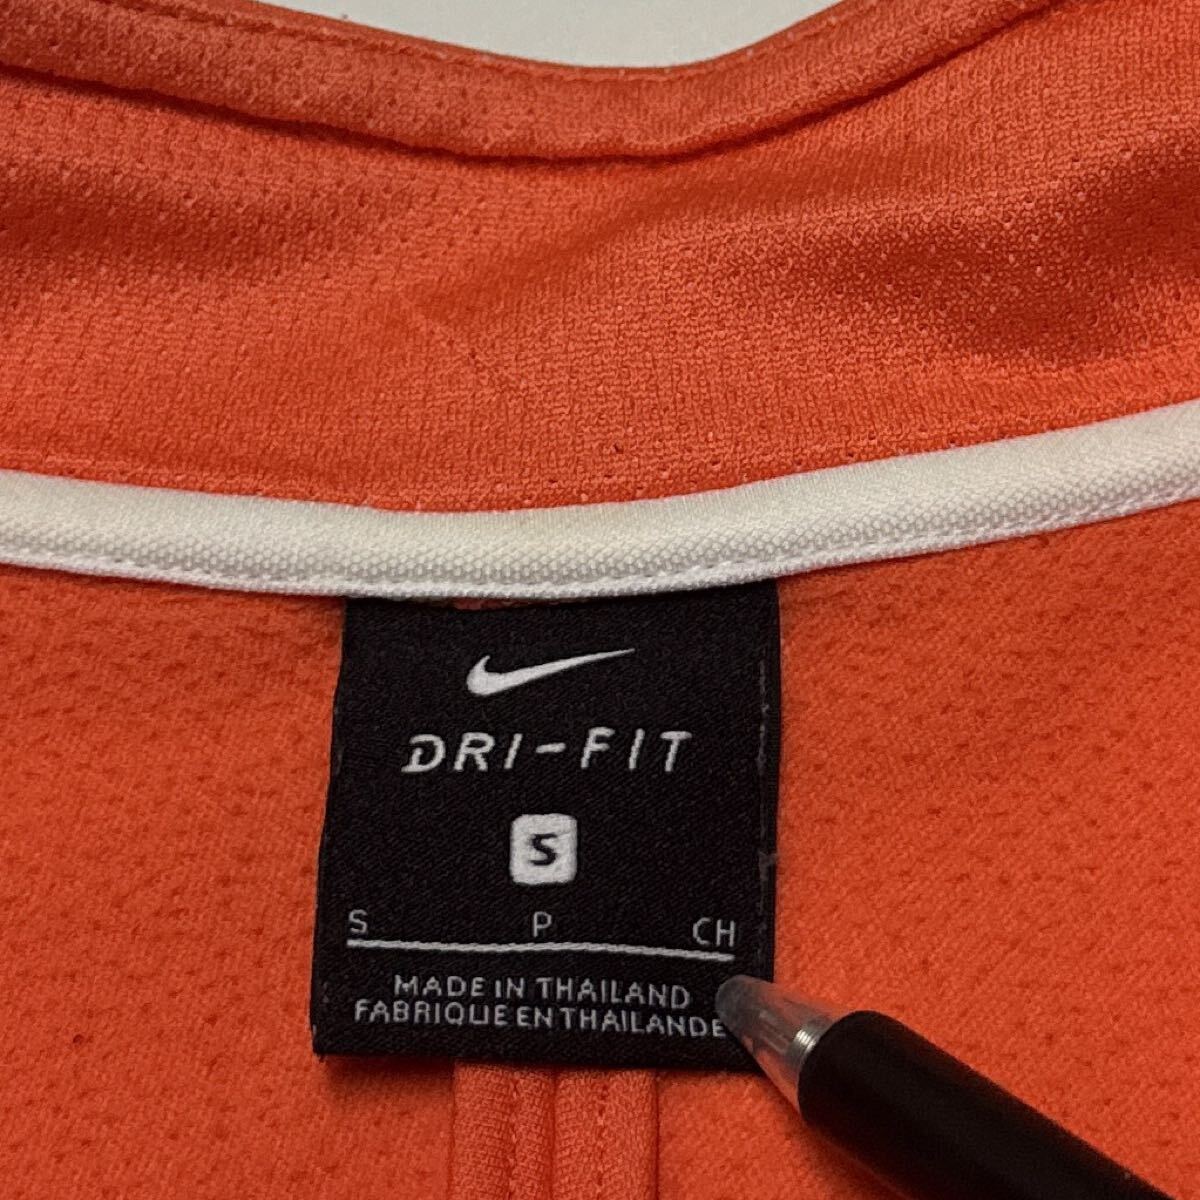 DRI-FIT
S
S P CH
MADE IN THAILAND
FABRIQUE EN THAILANDE